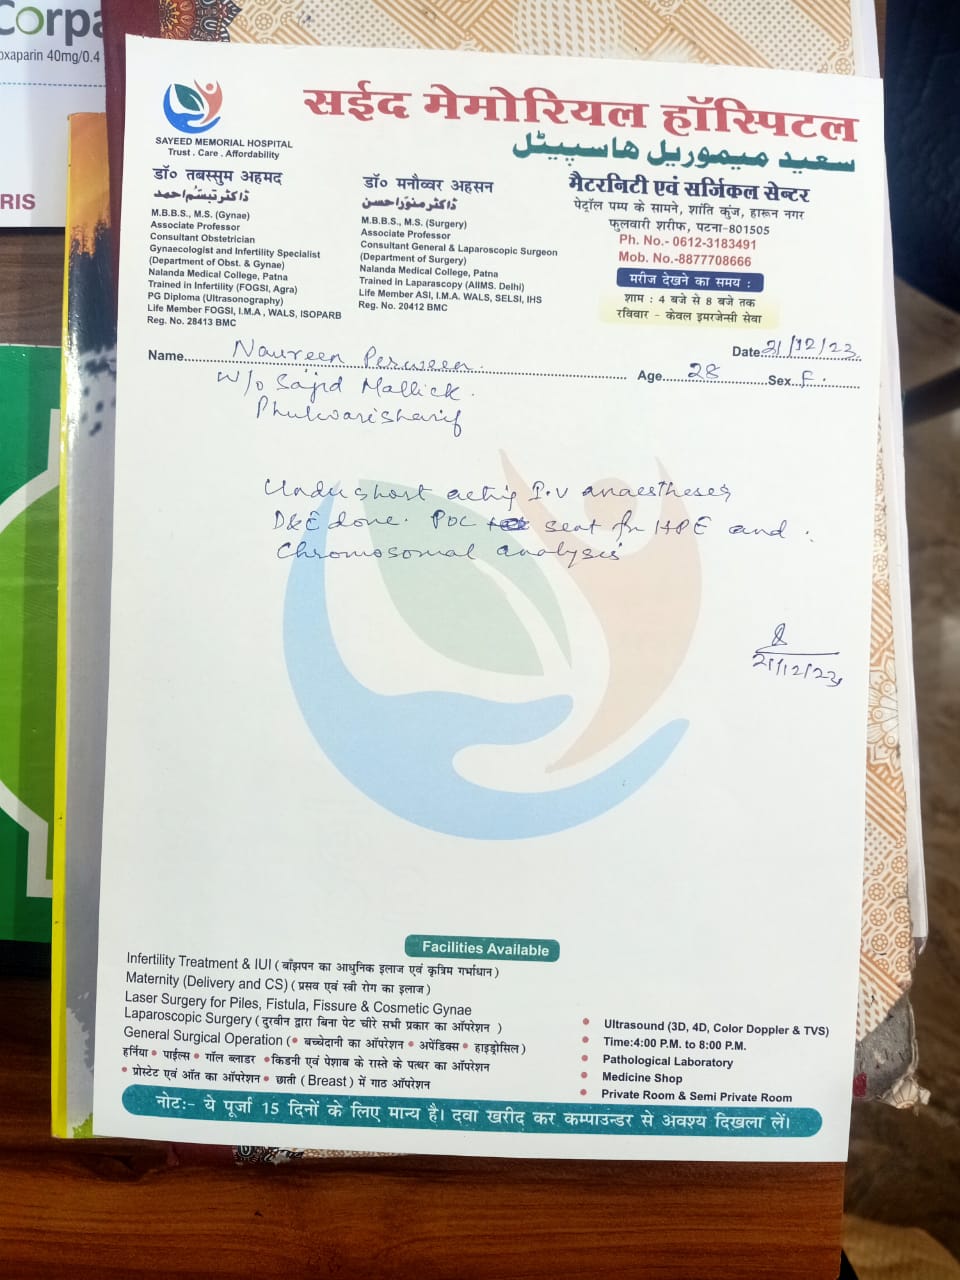 Corpa
oxaparin 40mg/0.4
RIS
SAYEED MEMORIAL HOSPITAL
Trust . Care . Affordability
सईद मेमोरियल हॉस्पिटल
سعید میموریل هاسپیٹل
मैटरनिटी एवं सर्जिकल सेन्टर
पेट्रॉल पम्प के सामने, शांति कुंज, हारून नगर
फुलवारी शरीफ, पटना-801505
Ph. No.- 0612-3183491
Mob. No.-8877708666
मरीज देखने का समय :
शाम : 4 बजे से 8 बजे तक
रविवार - केवल इमरजेन्सी सेवा
डॉ० तबस्सुम अहमद
ڈاکٹر تبسّم احمد
M.B.B.S., M.S. (Gynae)
Associate Professor
Consultant Obstetrician
Gynaecologist and Infertility Specialist
(Department of Obst. & Gynae)
Nalanda Medical College, Patna
Trained in Infertility (FOGSI, Agra)
PG Diploma (Ultrasonography)
Life Member FOGSI, I.M.A , WALS, ISOPARB
Reg. No. 28413 BMC
डॉ० मनौव्वर अहसन
ڈاکٹر منوّر احسن
M.B.B.S., M.S. (Surgery)
Associate Professor
Consultant General & Laparoscopic Surgeon
(Department of Surgery)
Nalanda Medical College, Patna
Trained in Laparascopy (AIIMS. Delhi)
Life Member ASI, I.M.A. WALS, SELSI, IHS
Reg. No. 20412 BMC
Date 21/12/23
Name Naureen Perween. Age 28 Sex F.
W/o Sajid Mallick.
Phulwarisharif
Under short acting I.V anaesthesia
D&E done. POC sent for HPE and
Chromosomal analysis
21/12/23
Facilities Available
Infertility Treatment & IUI ( बाँझपन का आधुनिक इलाज एवं कृत्रिम गर्भाधान )
Maternity (Delivery and CS) ( प्रसव एवं स्त्री रोग का इलाज )
Laser Surgery for Piles, Fistula, Fissure & Cosmetic Gynae
Laparoscopic Surgery ( दुरवीन द्वारा बिना पेट चीरे सभी प्रकार का ऑपरेशन )
General Surgical Operation (• बच्चेदानी का ऑपरेशन • अपेंडिक्स • हाइड्रोसिल )
हर्निया • पाईल्स • गॉल ब्लाडर • किडनी एवं पेशाब के रास्ते के पत्थर का ऑपरेशन
• प्रोस्टेट एवं आँत का ऑपरेशन • छाती ( Breast ) में गाठ ऑपरेशन
• Ultrasound (3D, 4D, Color Doppler & TVS)
• Time:4:00 P.M. to 8:00 P.M.
• Pathological Laboratory
• Medicine Shop
• Private Room & Semi Private Room
नोट:- ये पूर्जा 15 दिनों के लिए मान्य है। दवा खरीद कर कम्पाउन्डर से अवश्य दिखला लें।